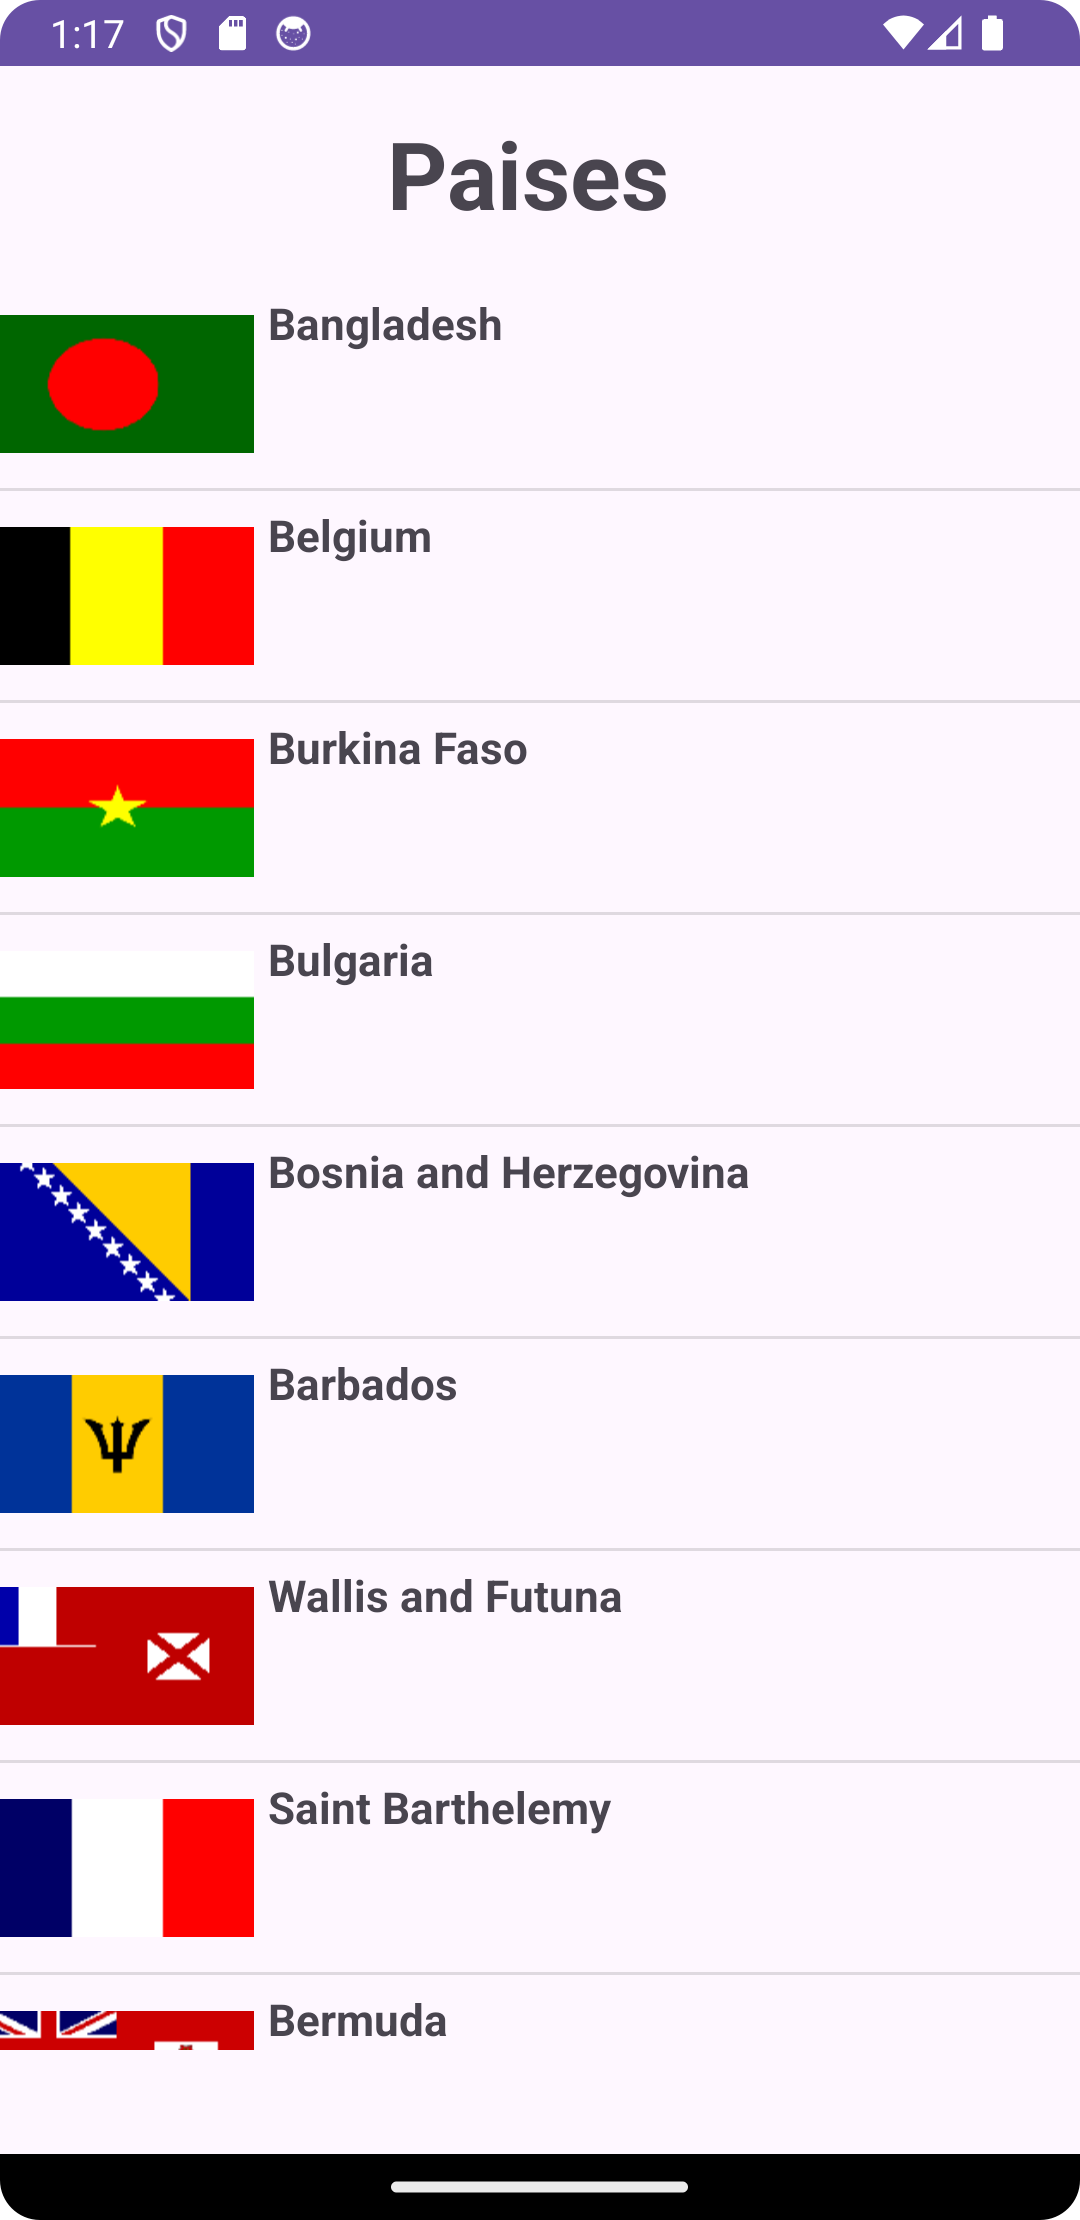 1:17
Paises
Bangladesh
Belgium
Burkina Faso
Bulgaria
Bosnia and Herzegovina
Barbados
Wallis and Futuna
Saint Barthelemy
Bermuda